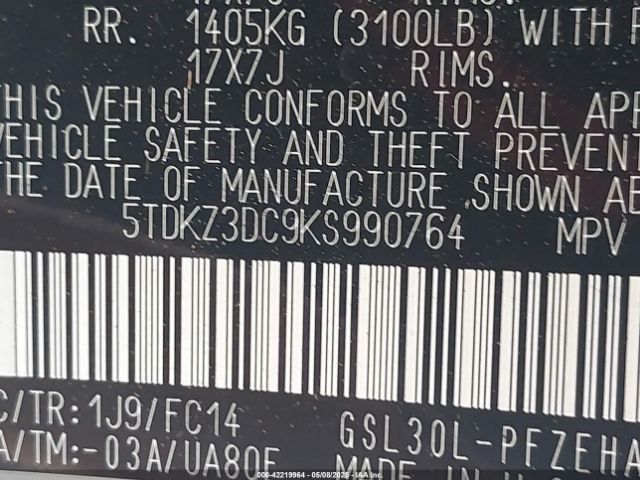 RR. 1405KG (3100LB) WITH
17X7J RIMS.
THIS VEHICLE CONFORMS TO ALL
VEHICLE SAFETY AND THEFT PREVENT
THE DATE OF MANUFACTURE SHOWN
5TDKZ3DC9KS990764 MPV
C/TR:1J9/FC14 GSL30L-PFZEHA
A/TM:-03A/UA80E MADE IN
000-42219964 - 05/08/2025 - IAA Inc.